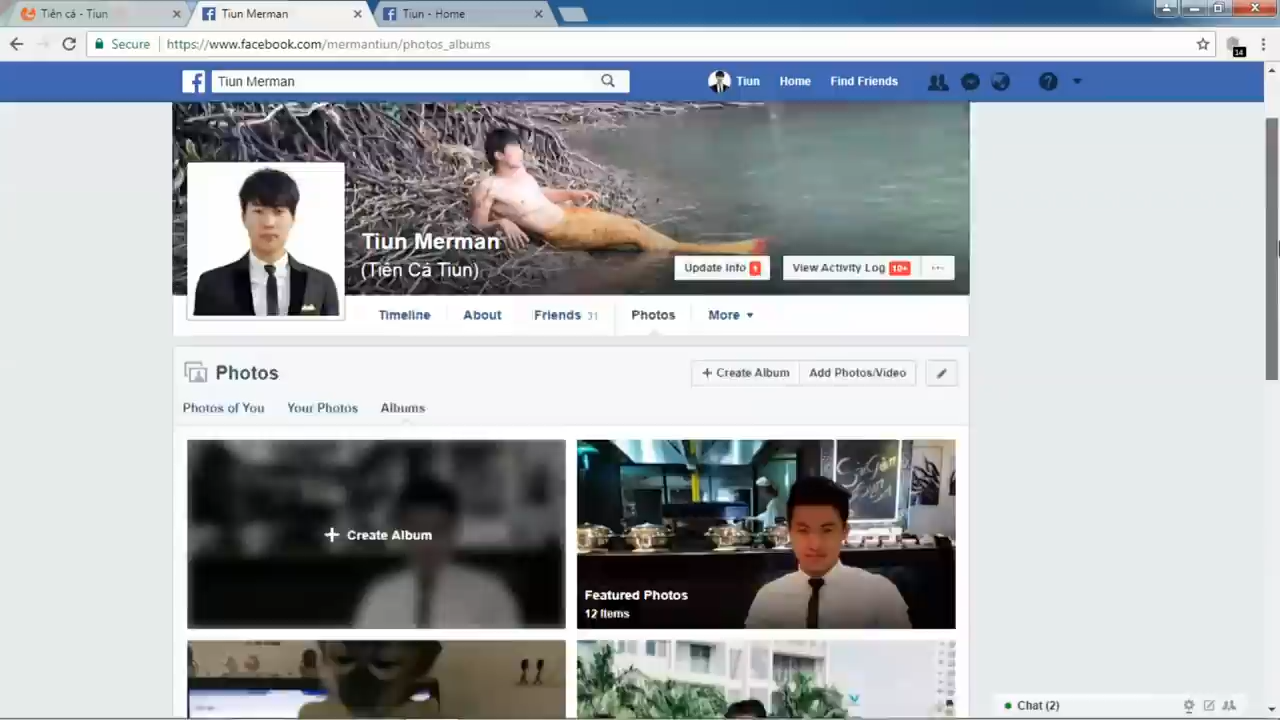 Tiên cá - Tiun
Tiun Merman
Tiun - Home
Secure
https://www.facebook.com/mermantiun/photos_albums
14
Tiun Merman
Tiun
Home
Find Friends
Tiun Merman
(Tiên Cá Tiun)
Update Info
View Activity Log 10+
Timeline
About
Friends 31
Photos
More
Photos
+ Create Album
Add Photos/Video
Photos of You
Your Photos
Albums
+ Create Album
Featured Photos
12 Items
Chat (2)